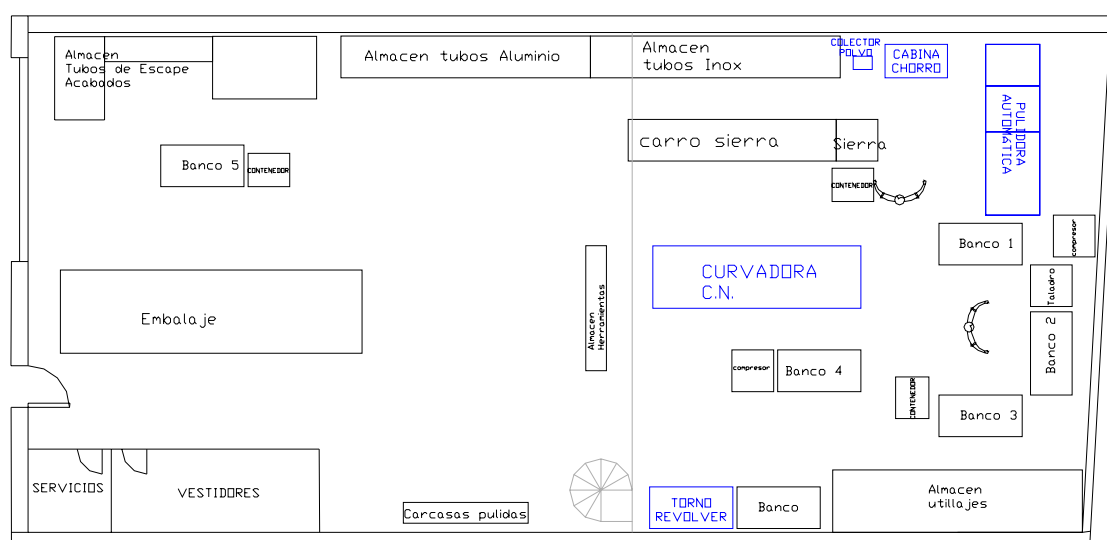 Almacen
Tubos de Escape
Acabados
Almacen tubos Aluminio
Almacen
tubos Inox
COLECTOR
POLVO
CABINA
CHORRO
PULIDORA
AUTOMÁTICA
carro sierra
Sierra
CONTENEDOR
Banco 5
CONTENEDOR
Banco 1
compresor
Taladro
CURVADORA
C.N.
Almacen
Herramientas
Embalaje
Banco 2
compresor
Banco 4
CONTENEDOR
Banco 3
SERVICIOS
VESTIDORES
Carcasas pulidas
TORNO
REVOLVER
Banco
Almacen
utillajes